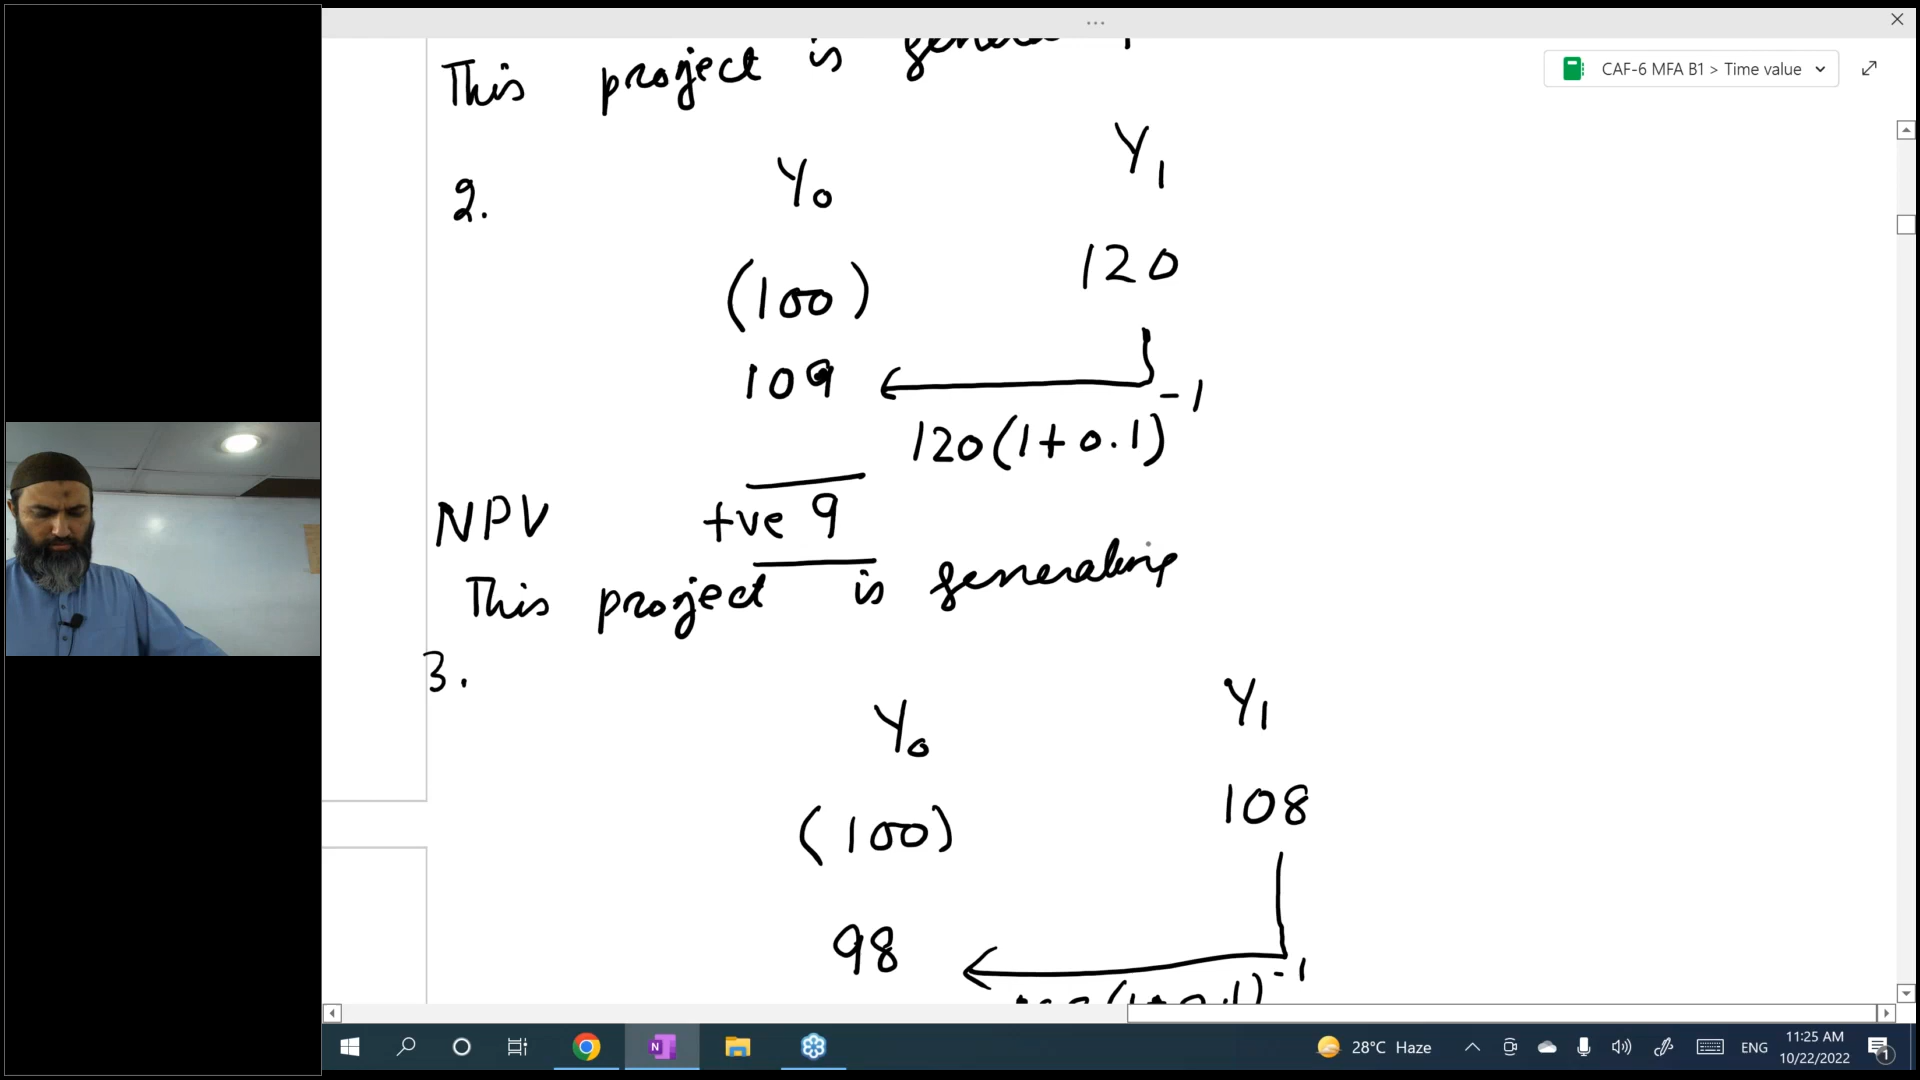 ...
CAF-6 MFA B1 > Time value
This project is
Y1
Y0
2.
120
(100)
109
120(1+0.1)-1
NPV +ve 9
This project is generating
3.
Y1
Y0
108
(100)
98
-1
28°C Haze
ENG
11:25 AM
10/22/2022
1